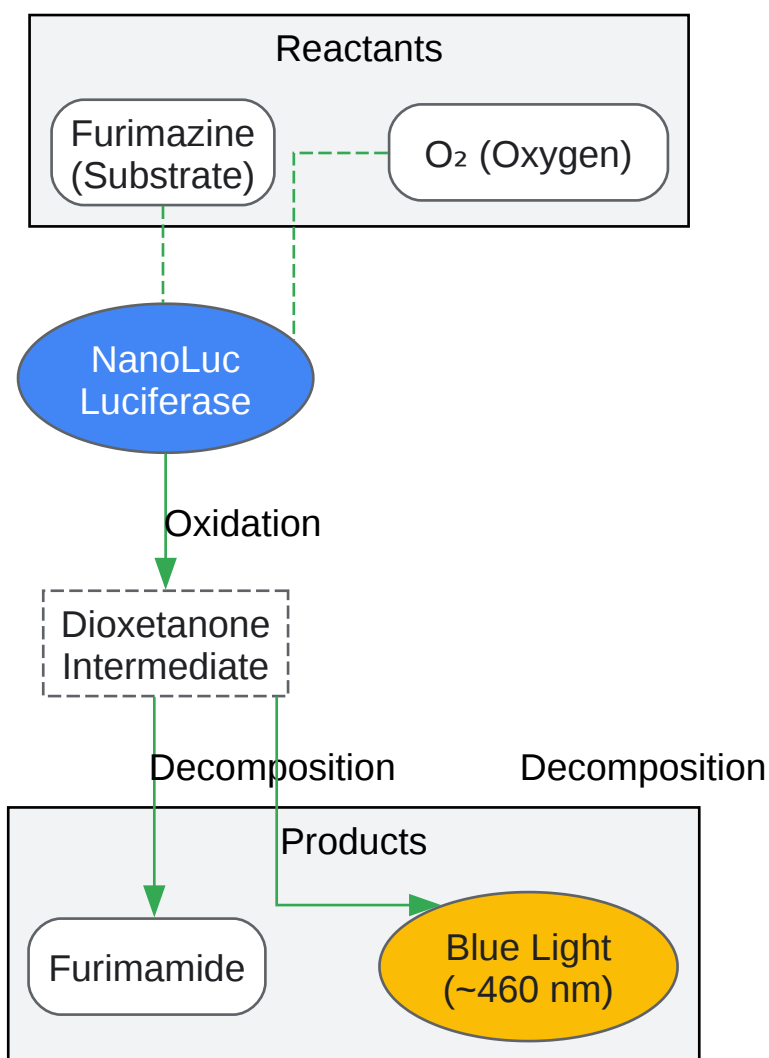 Reactants
Furimazine
(Substrate)
O₂ (Oxygen)
NanoLuc
Luciferase
Oxidation
Dioxetanone
Intermediate
Decomposition
Decomposition
Products
Furimamide
Blue Light
(~460 nm)